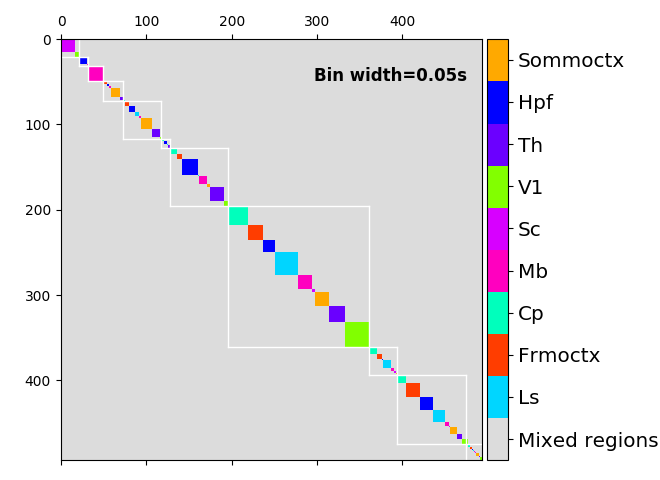 0 100 200 300 400
0
100
200
300
400
Bin width=0.05s
Sommoctx
Hpf
Th
V1
Sc
Mb
Cp
Frmoctx
Ls
Mixed regions